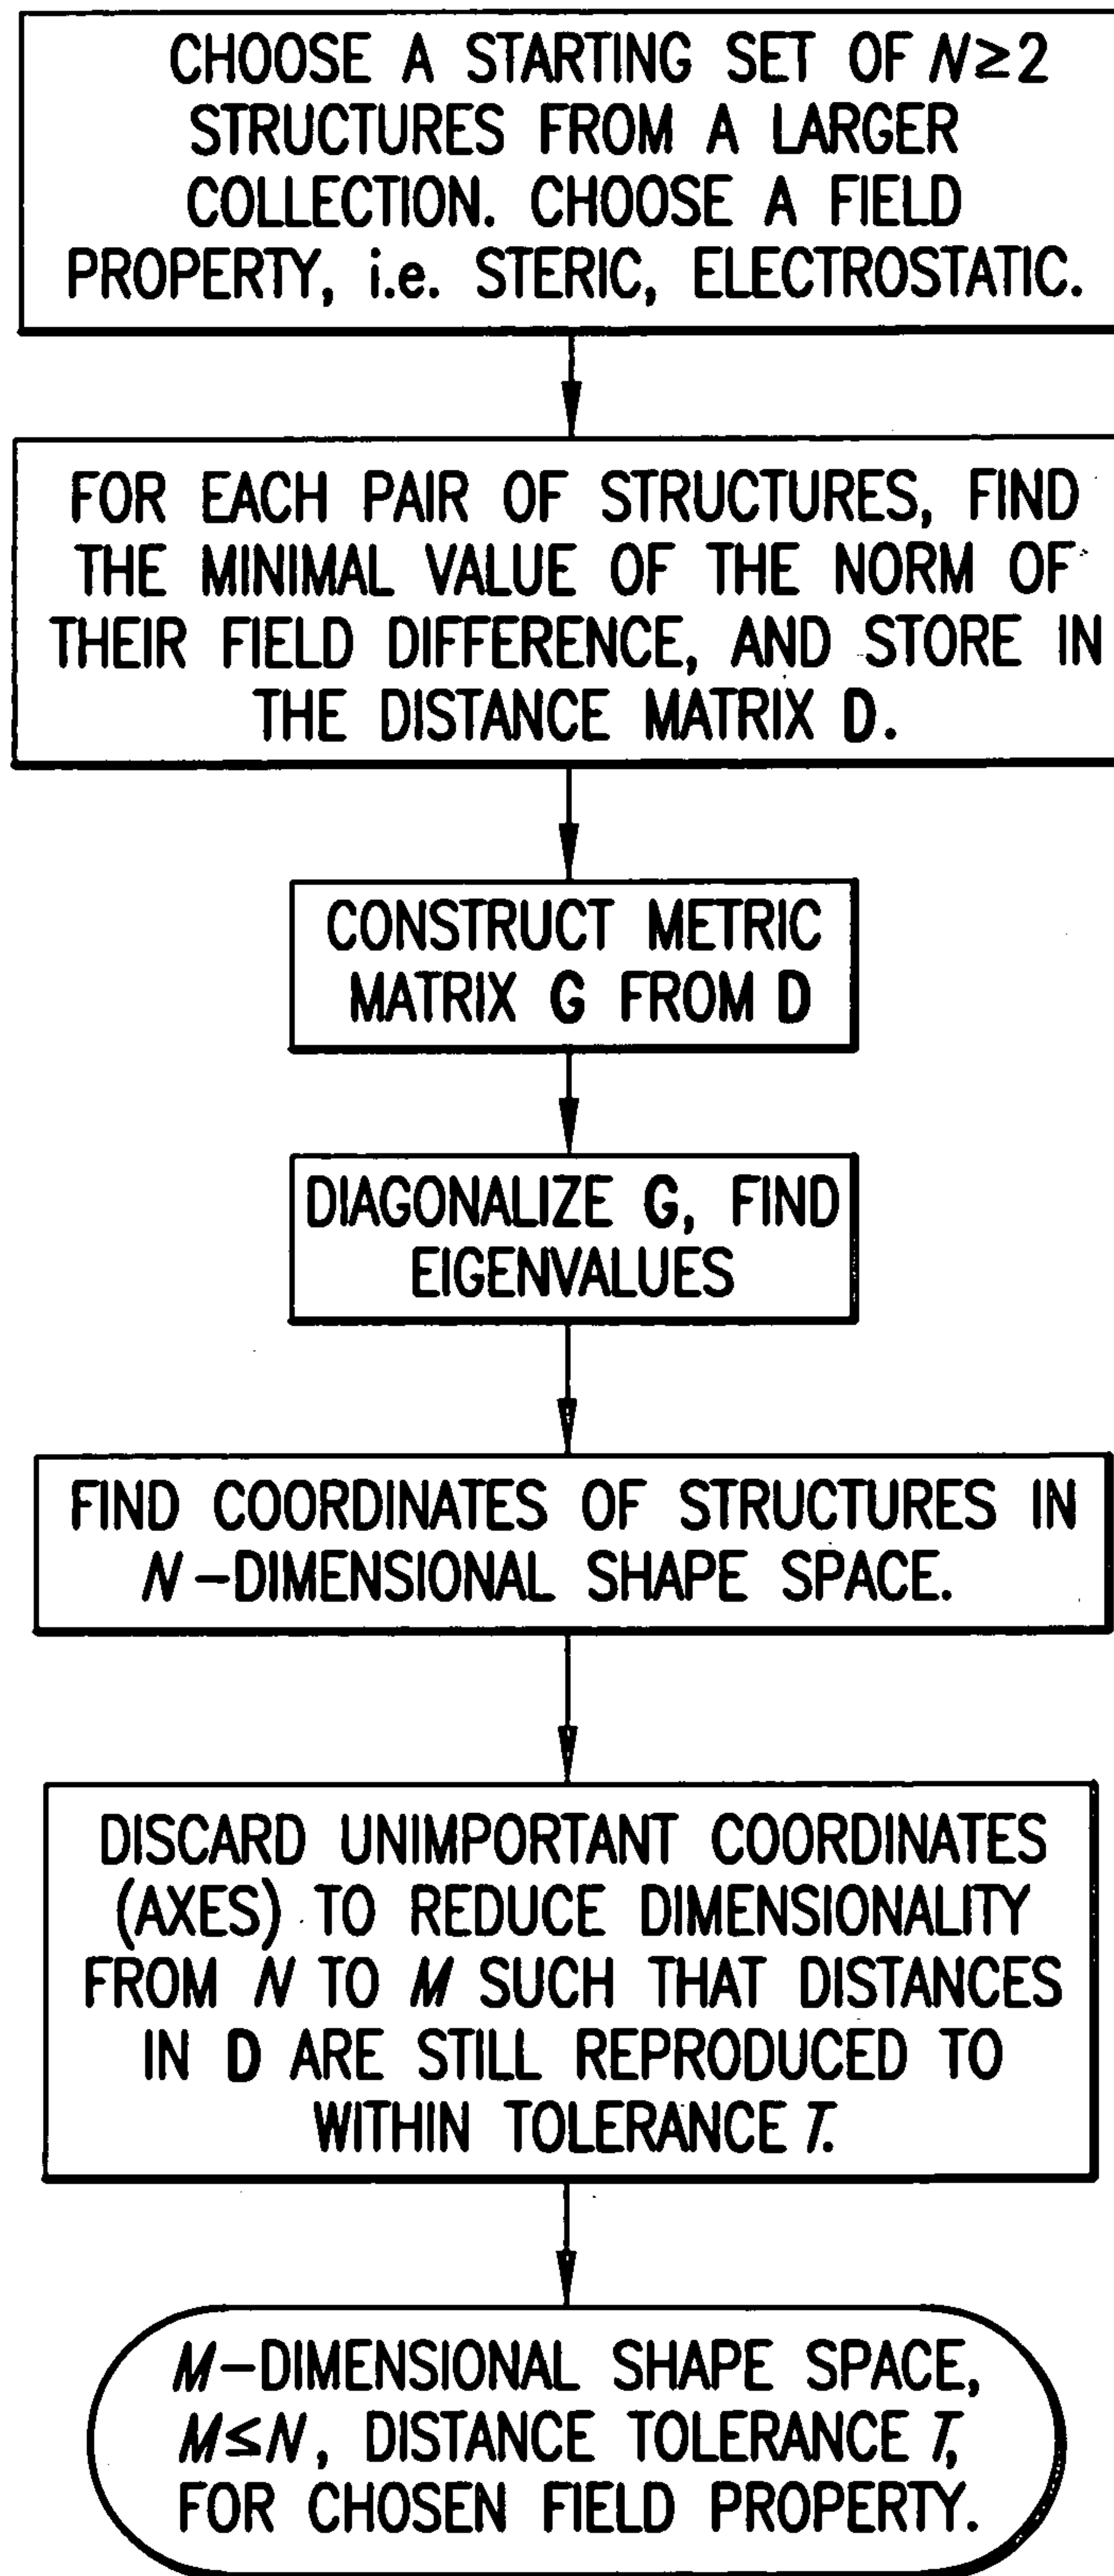 CHOOSE A STARTING SET OF N≥2
STRUCTURES FROM A LARGER
COLLECTION. CHOOSE A FIELD
PROPERTY, i.e. STERIC, ELECTROSTATIC.
FOR EACH PAIR OF STRUCTURES, FIND
THE MINIMAL VALUE OF THE NORM OF
THEIR FIELD DIFFERENCE, AND STORE IN
THE DISTANCE MATRIX D.
CONSTRUCT METRIC
MATRIX G FROM D
DIAGONALIZE G, FIND
EIGENVALUES
FIND COORDINATES OF STRUCTURES IN
N-DIMENSIONAL SHAPE SPACE.
DISCARD UNIMPORTANT COORDINATES
(AXES) TO REDUCE DIMENSIONALITY
FROM N TO M SUCH THAT DISTANCES
IN D ARE STILL REPRODUCED TO
WITHIN TOLERANCE T.
M-DIMENSIONAL SHAPE SPACE,
M≤N, DISTANCE TOLERANCE T,
FOR CHOSEN FIELD PROPERTY.